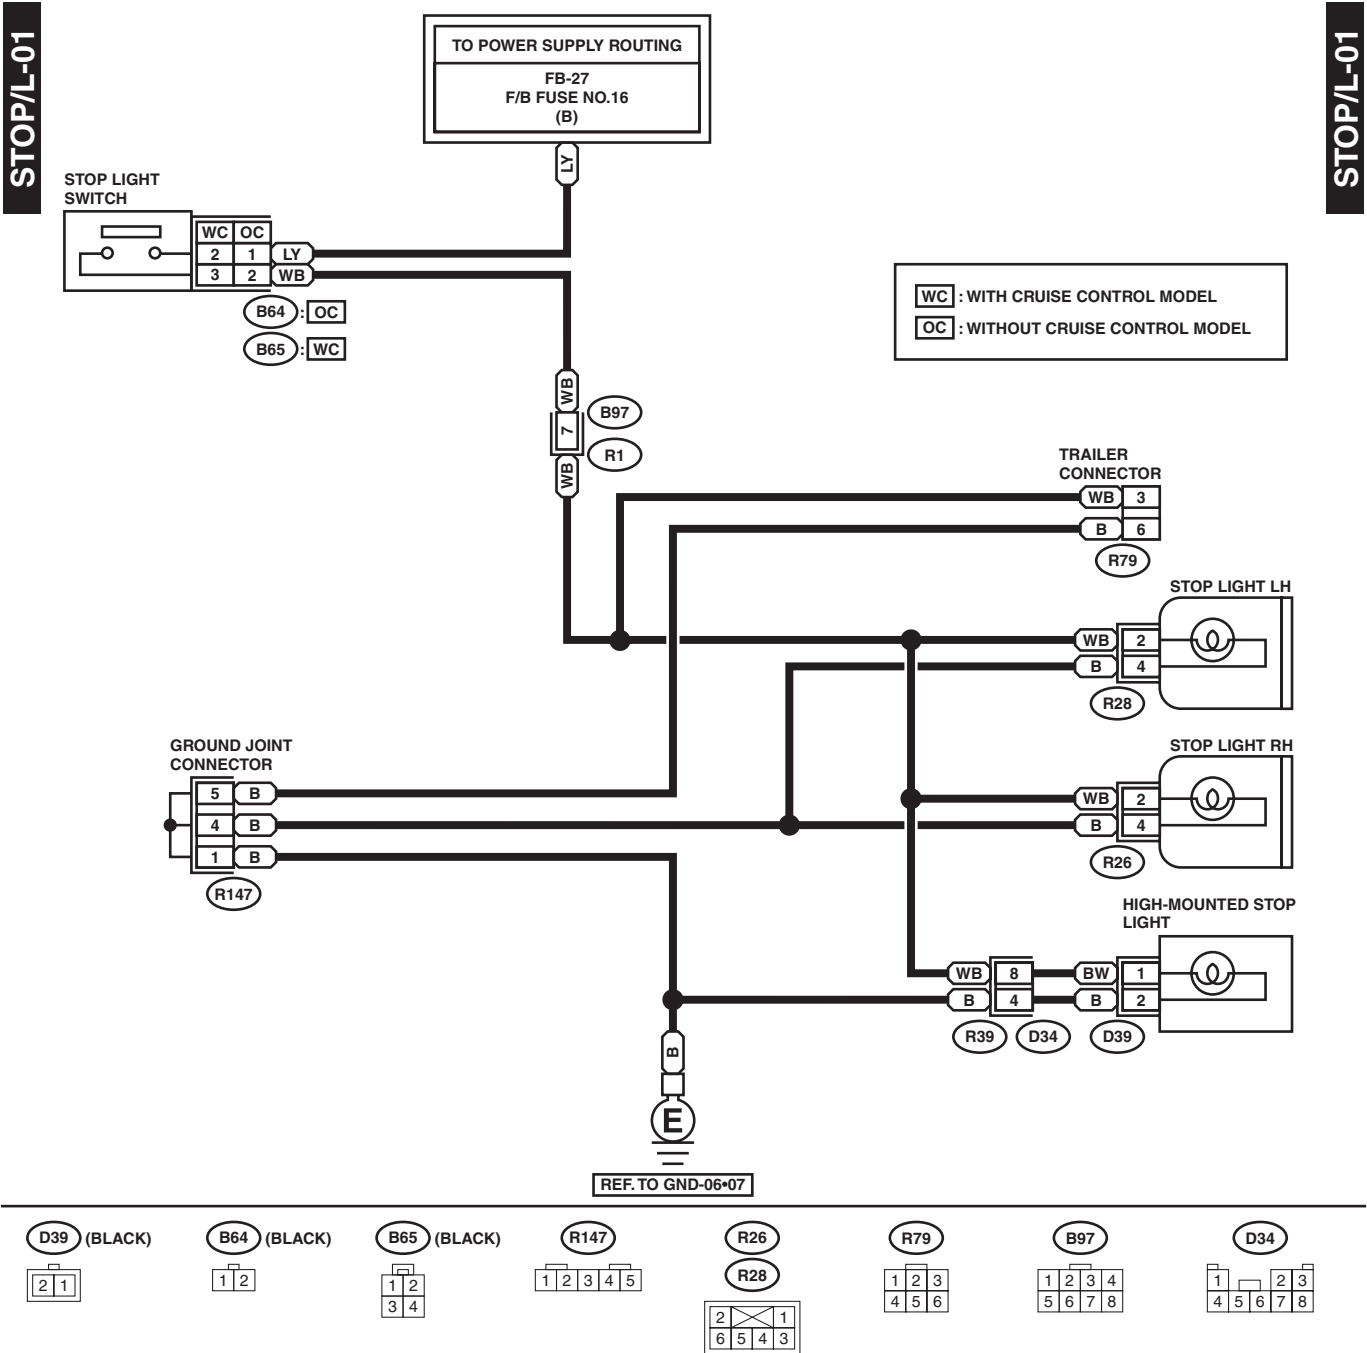 STOP/L-01
STOP/L-01
TO POWER SUPPLY ROUTING
FB-27
F/B FUSE NO.16
(B)
LY
STOP LIGHT
SWITCH
WC OC
2 1 LY
3 2 WB
B64 : OC
B65 : WC
WC : WITH CRUISE CONTROL MODEL
OC : WITHOUT CRUISE CONTROL MODEL
WB
7
B97
R1
WB
TRAILER
CONNECTOR
WB 3
B 6
R79
STOP LIGHT LH
WB 2
B 4
R28
GROUND JOINT
CONNECTOR
5 B
4 B
1 B
R147
STOP LIGHT RH
WB 2
B 4
R26
HIGH-MOUNTED STOP
LIGHT
WB 8 BW 1
B 4 B 2
R39 D34 D39
B
E
REF. TO GND-06•07
D39 (BLACK)
2 1
B64 (BLACK)
1 2
B65 (BLACK)
1 2
3 4
R147
1 2 3 4 5
R26
R28
2 1
6 5 4 3
R79
1 2 3
4 5 6
B97
1 2 3 4
5 6 7 8
D34
1 2 3
4 5 6 7 8